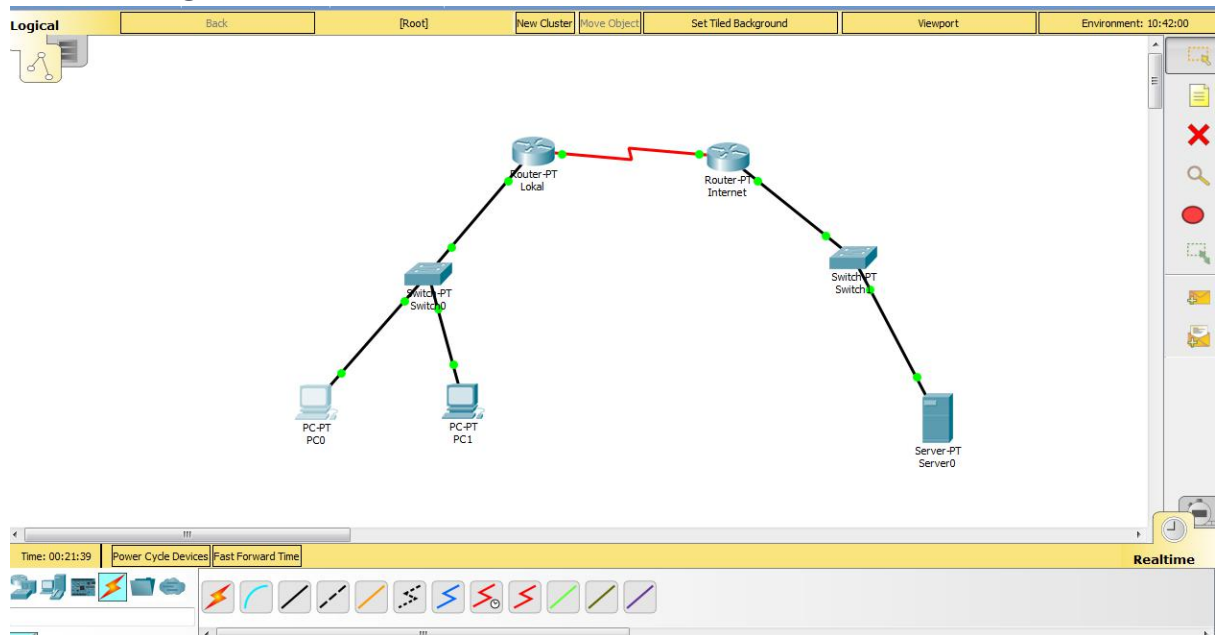 Logical
Back
[Root]
New Cluster
Move Object
Set Tiled Background
Viewport
Environment: 10:42:00
Router-PT
Lokal
Router-PT
Internet
Switch-PT
Switch0
Switch-PT
Switch
PC-PT
PC0
PC-PT
PC1
Server-PT
Server0
Time: 00:21:39
Power Cycle Devices
Fast Forward Time
Realtime